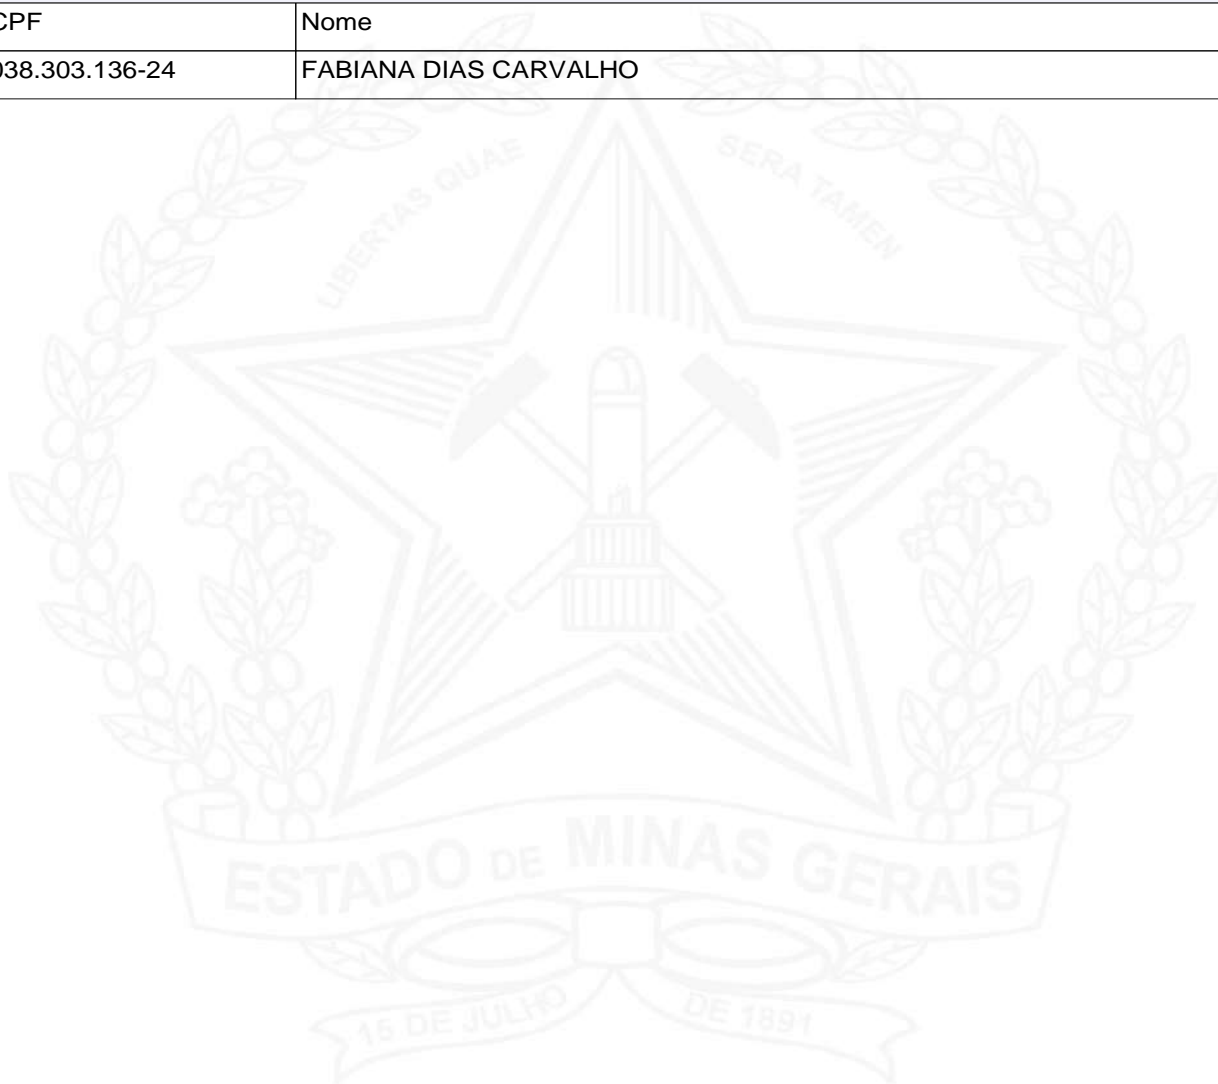 CPF Nome
038.303.136-24 FABIANA DIAS CARVALHO
LIBERTAS QUAE SERA TAMEN
ESTADO DE MINAS GERAIS
15 DE JULHO DE 1891